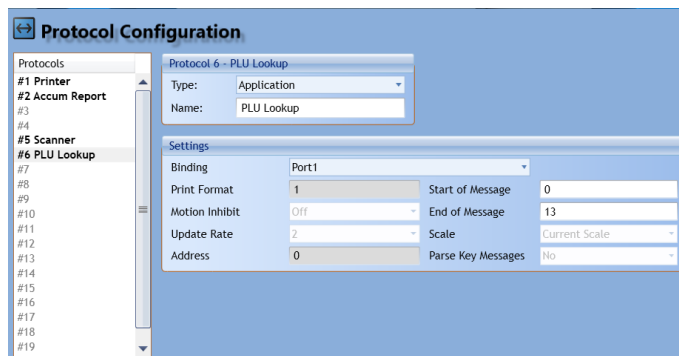 Protocol Configuration
Protocols
#1 Printer
#2 Accum Report
#3
#4
#5 Scanner
#6 PLU Lookup
#7
#8
#9
#10
#11
#12
#13
#14
#15
#16
#17
#18
#19
Protocol 6 - PLU Lookup
Type: Application
Name: PLU Lookup
Settings
Binding Port1
Print Format 1 Start of Message 0
Motion Inhibit Off End of Message 13
Update Rate 2 Scale Current Scale
Address 0 Parse Key Messages No